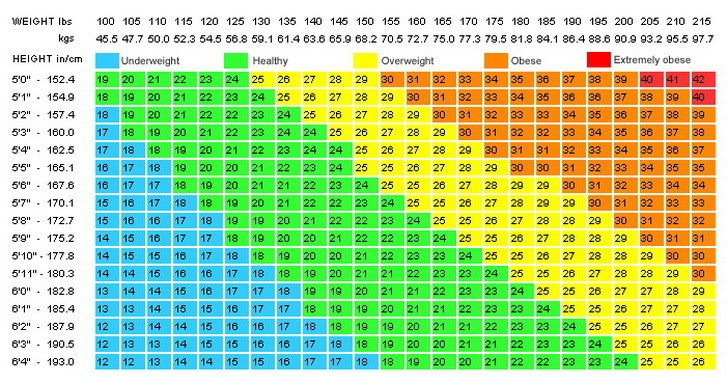 WEIGHT lbs 100 105 110 115 120 125 130 135 140 145 150 155 160 165 170 175 180 185 190 195 200 205 210 215
kgs 45.5 47.7 50.0 52.3 54.5 56.8 59.1 61.4 63.6 65.9 68.2 70.5 72.7 75.0 77.3 79.5 81.8 84.1 86.4 88.6 90.9 93.2 95.5 97.7
HEIGHT in/cm Underweight Healthy Overweight Obese Extremely obese
5'0" - 152.4 19 20 21 22 23 24 25 26 27 28 29 30 31 32 33 34 35 36 37 38 39 40 41 42
5'1" - 154.9 18 19 20 21 22 23 24 25 26 27 28 29 30 31 32 33 34 35 36 36 37 38 39 40
5'2" - 157.4 18 19 20 21 22 22 23 24 25 26 27 28 29 30 31 32 33 33 34 35 36 37 38 39
5'3" - 160.0 17 18 19 20 21 22 23 24 24 25 26 27 28 29 30 31 32 32 33 34 35 36 37 38
5'4" - 162.5 17 18 18 19 20 21 22 23 24 24 25 26 27 28 29 30 31 31 32 33 34 35 36 37
5'5" - 165.1 16 17 18 19 20 20 21 22 23 24 25 25 26 27 28 29 30 30 31 32 33 34 35 35
5'6" - 167.6 16 17 17 18 19 20 21 21 22 23 24 25 25 26 27 28 29 29 30 31 32 33 34 34
5'7" - 170.1 15 16 17 18 18 19 20 21 22 22 23 24 25 25 26 27 28 29 29 30 31 32 33 33
5'8" - 172.7 15 16 16 17 18 19 19 20 21 22 22 23 24 25 25 26 27 28 28 29 30 31 32 32
5'9" - 175.2 14 15 16 17 17 18 19 20 20 21 22 22 23 24 25 25 26 27 28 28 29 30 31 31
5'10" - 177.8 14 15 15 16 17 18 18 19 20 20 21 22 23 23 24 25 25 26 27 28 28 29 30 30
5'11" - 180.3 14 14 15 16 16 17 18 18 19 20 21 21 22 23 23 24 25 25 26 27 28 28 29 30
6'0" - 182.8 13 14 14 15 16 17 17 18 19 19 20 21 21 22 23 23 24 25 25 26 27 27 28 29
6'1" - 185.4 13 13 14 15 15 16 17 17 18 19 19 20 21 21 22 23 23 24 25 25 26 27 27 28
6'2" - 187.9 12 13 14 14 15 16 16 17 18 18 19 19 20 21 21 22 23 23 24 25 25 26 27 27
6'3" - 190.5 12 13 13 14 15 15 16 16 17 18 18 19 20 20 21 21 22 23 23 24 25 25 26 26
6'4" - 193.0 12 12 13 14 14 15 15 16 17 17 18 18 19 20 20 21 22 22 23 23 24 25 25 26